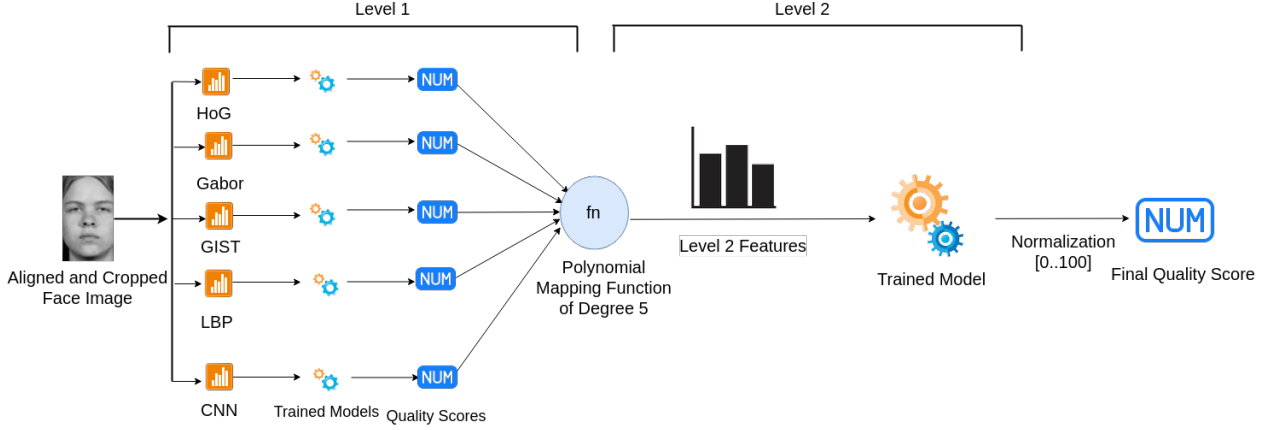 Level 1
Level 2
NUM
HoG
NUM
Gabor
NUM
GIST
NUM
LBP
NUM
CNN
Aligned and Cropped
Face Image
Trained Models
Quality Scores
fn
Polynomial
Mapping Function
of Degree 5
Level 2 Features
Trained Model
Normalization
[0..100]
NUM
Final Quality Score